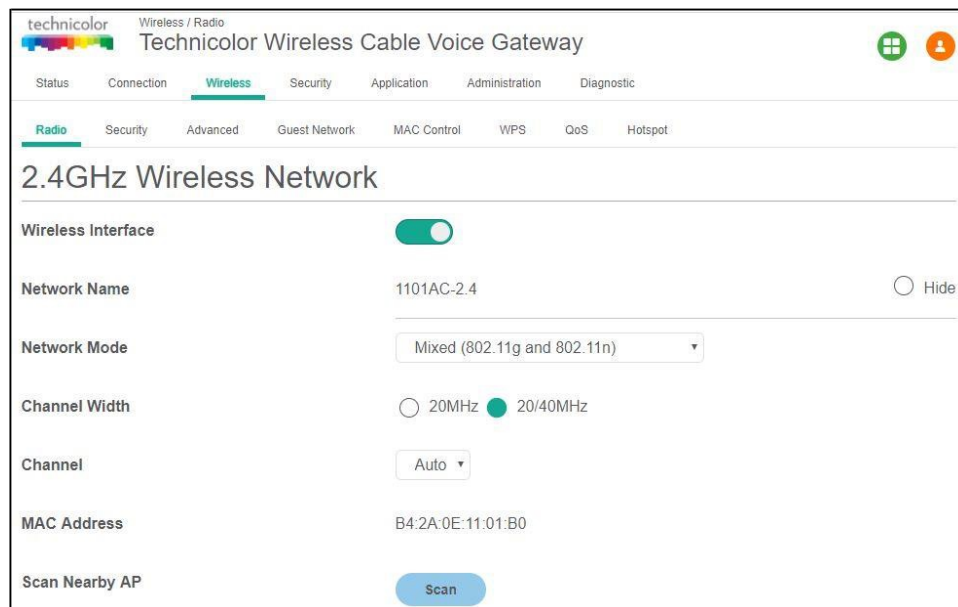 technicolor
Wireless / Radio
Technicolor Wireless Cable Voice Gateway
Status Connection Wireless Security Application Administration Diagnostic
Radio Security Advanced Guest Network MAC Control WPS QoS Hotspot
2.4GHz Wireless Network
Wireless Interface
Network Name 1101AC-2.4 Hide
Network Mode Mixed (802.11g and 802.11n)
Channel Width 20MHz 20/40MHz
Channel Auto
MAC Address B4:2A:0E:11:01:B0
Scan Nearby AP Scan